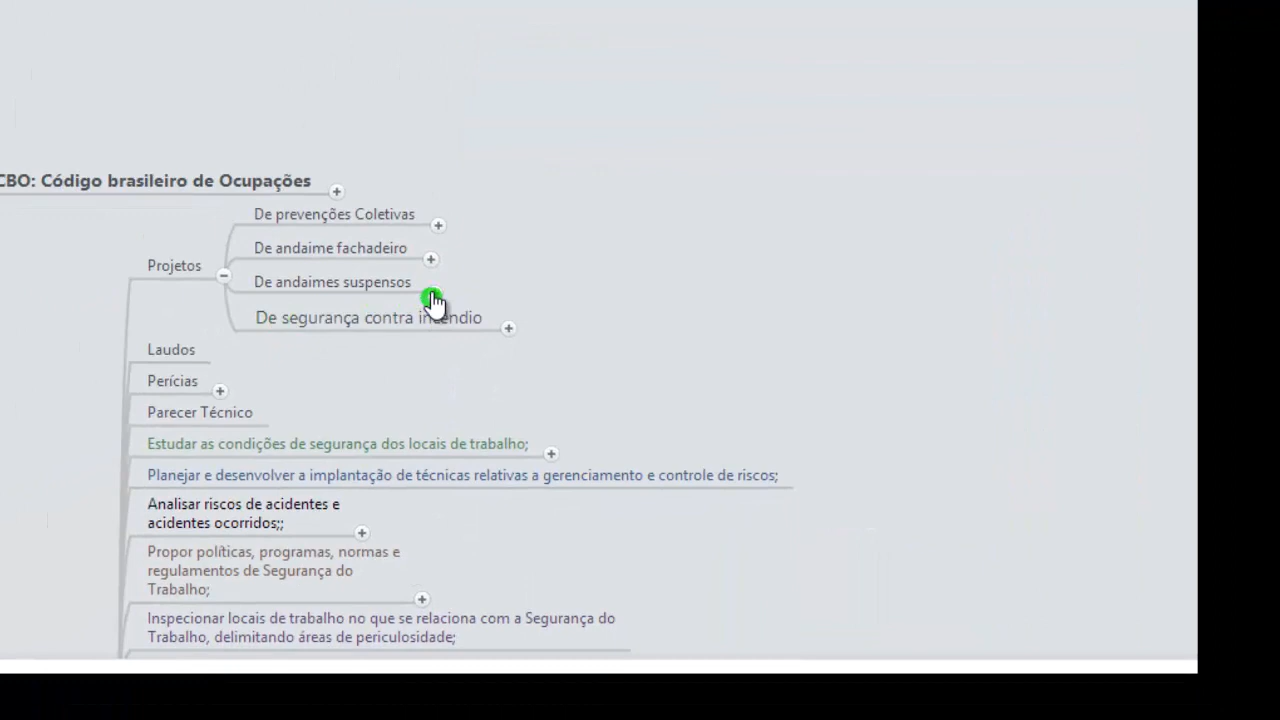 CBO: Código brasileiro de Ocupações
De prevenções Coletivas
De andaime fachadeiro
Projetos
De andaimes suspensos
De segurança contra incêndio
Laudos
Perícias
Parecer Técnico
Estudar as condições de segurança dos locais de trabalho;
Planejar e desenvolver a implantação de técnicas relativas a gerenciamento e controle de riscos;
Analisar riscos de acidentes e
acidentes ocorridos;;
Propor políticas, programas, normas e
regulamentos de Segurança do
Trabalho;
Inspecionar locais de trabalho no que se relaciona com a Segurança do
Trabalho, delimitando áreas de periculosidade;